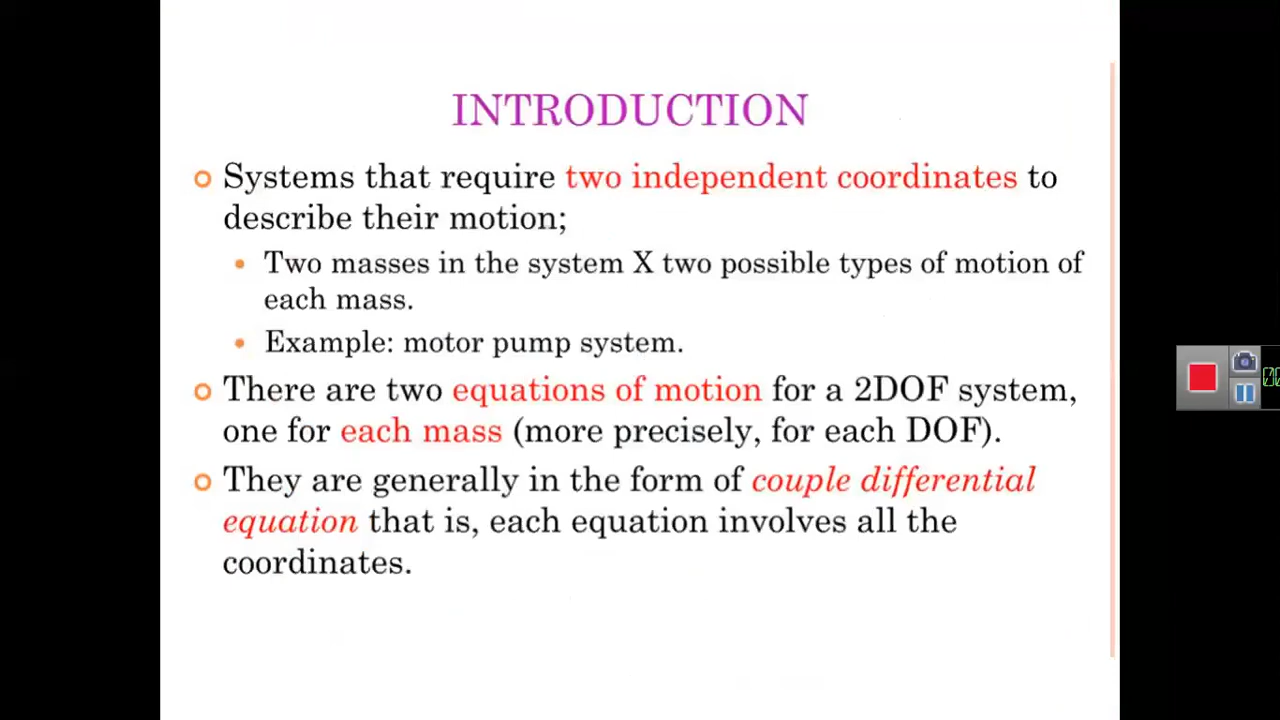 INTRODUCTION
Systems that require two independent coordinates to
describe their motion;
Two masses in the system X two possible types of motion of
each mass.
Example: motor pump system.
There are two equations of motion for a 2DOF system,
one for each mass (more precisely, for each DOF).
They are generally in the form of couple differential
equation that is, each equation involves all the
coordinates.